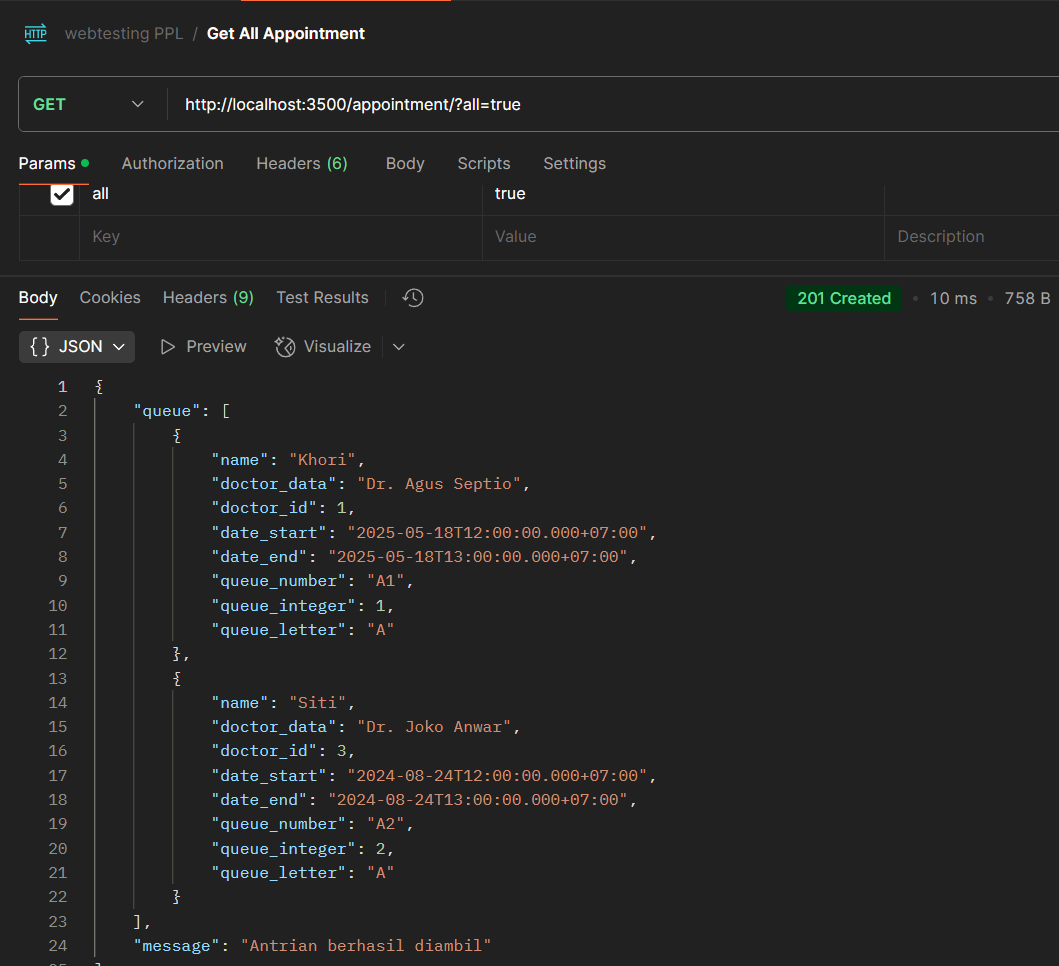 HTTP webtesting PPL / Get All Appointment
GET http://localhost:3500/appointment/?all=true
Params Authorization Headers (6) Body Scripts Settings
all true
Key Value Description
Body Cookies Headers (9) Test Results 201 Created • 10 ms • 758 B
{ } JSON Preview Visualize
1 {
2 "queue": [
3 {
4 "name": "Khori",
5 "doctor_data": "Dr. Agus Septio",
6 "doctor_id": 1,
7 "date_start": "2025-05-18T12:00:00.000+07:00",
8 "date_end": "2025-05-18T13:00:00.000+07:00",
9 "queue_number": "A1",
10 "queue_integer": 1,
11 "queue_letter": "A"
12 },
13 {
14 "name": "Siti",
15 "doctor_data": "Dr. Joko Anwar",
16 "doctor_id": 3,
17 "date_start": "2024-08-24T12:00:00.000+07:00",
18 "date_end": "2024-08-24T13:00:00.000+07:00",
19 "queue_number": "A2",
20 "queue_integer": 2,
21 "queue_letter": "A"
22 }
23 ],
24 "message": "Antrian berhasil diambil"